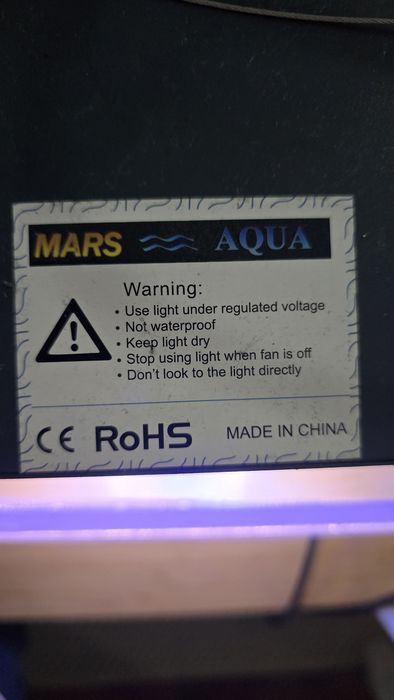 MARS AQUA
Warning:
• Use light under regulated voltage
• Not waterproof
• Keep light dry
• Stop using light when fan is off
• Don't look to the light directly
CE RoHS MADE IN CHINA